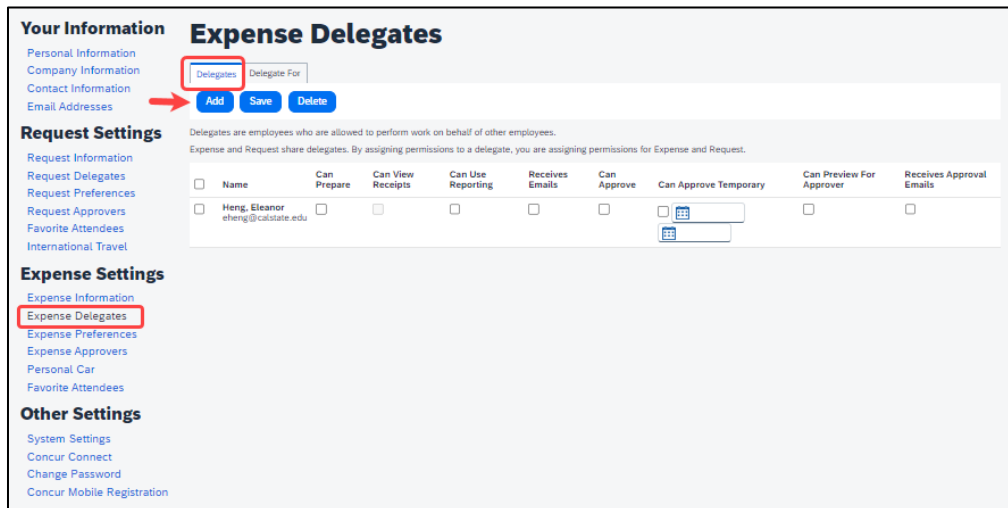 Your Information
Personal Information
Company Information
Contact Information
Email Addresses
Request Settings
Request Information
Request Delegates
Request Preferences
Request Approvers
Favorite Attendees
International Travel
Expense Settings
Expense Information
Expense Delegates
Expense Preferences
Expense Approvers
Personal Car
Favorite Attendees
Other Settings
System Settings
Concur Connect
Change Password
Concur Mobile Registration
Expense Delegates
Delegates Delegate For
Add Save Delete
Delegates are employees who are allowed to perform work on behalf of other employees.
Expense and Request share delegates. By assigning permissions to a delegate, you are assigning permissions for Expense and Request.
Can Can View Can Use Receives Can Can Preview For Receives Approval
Name Prepare Receipts Reporting Emails Approve Can Approve Temporary Approver Emails
Heng, Eleanor
eheng@calstate.edu